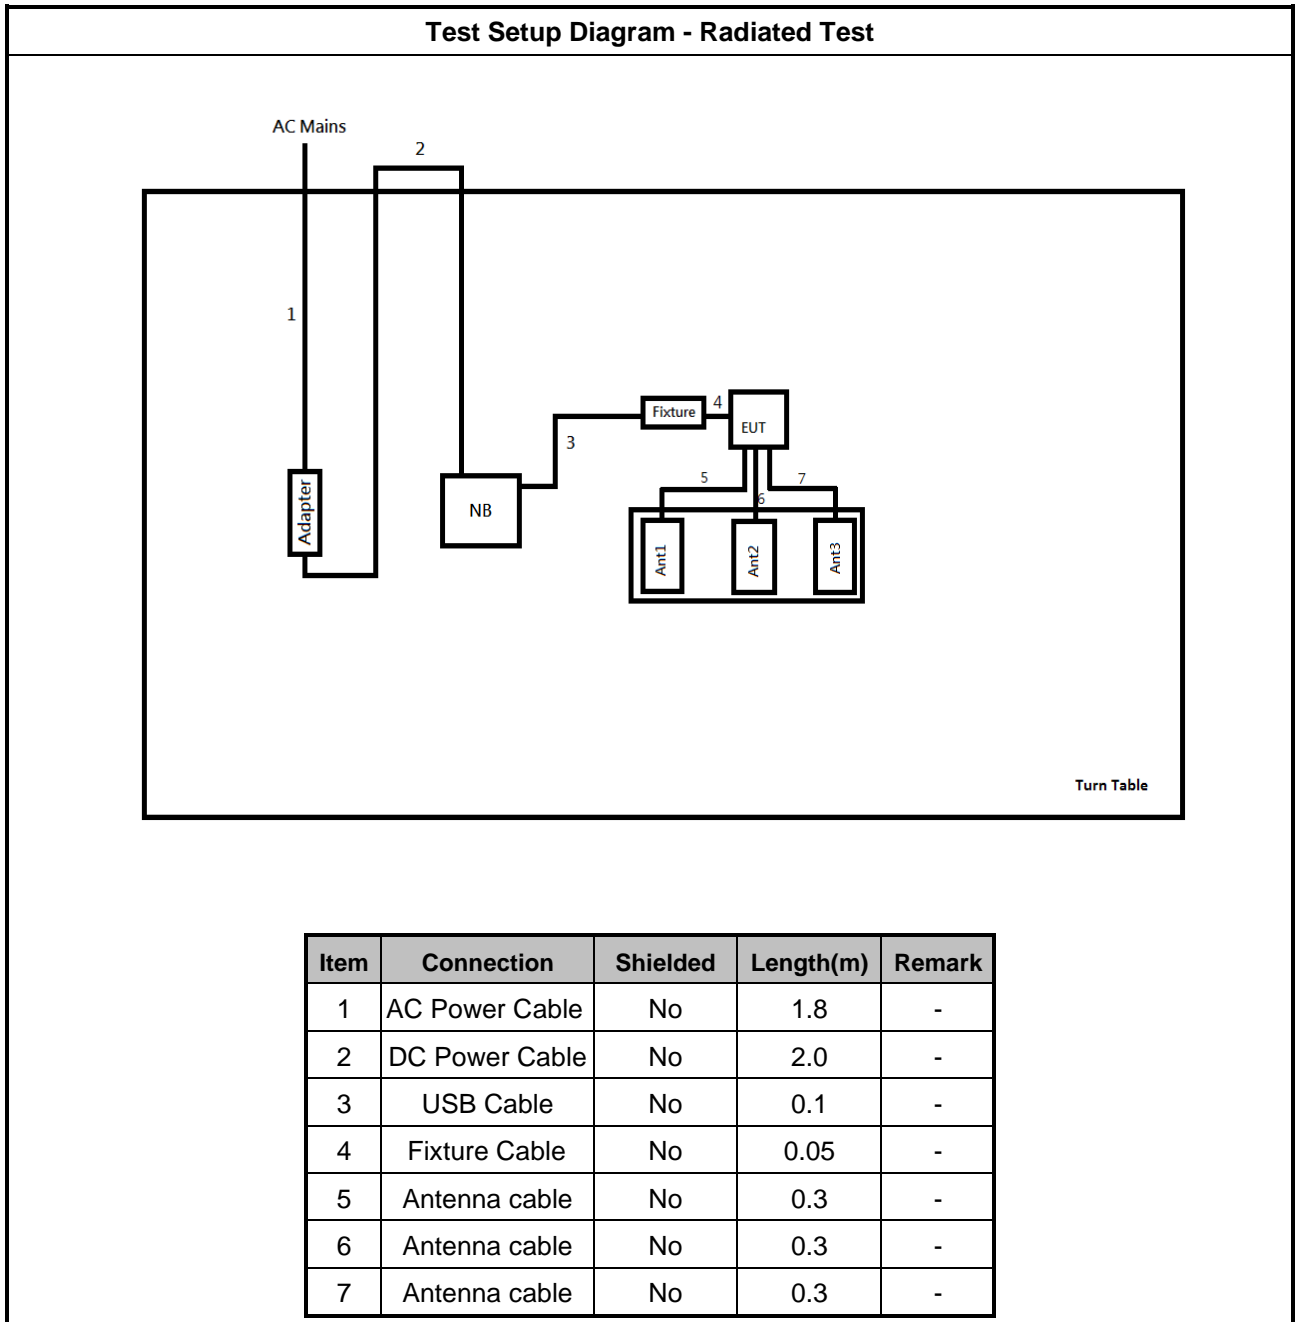 Test Setup Diagram - Radiated Test
AC Mains
2
1
Adapter
NB
3
Fixture
4
EUT
5
6
7
Ant1
Ant2
Ant3
Turn Table
Item Connection Shielded Length(m) Remark
1 AC Power Cable No 1.8 -
2 DC Power Cable No 2.0 -
3 USB Cable No 0.1 -
4 Fixture Cable No 0.05 -
5 Antenna cable No 0.3 -
6 Antenna cable No 0.3 -
7 Antenna cable No 0.3 -